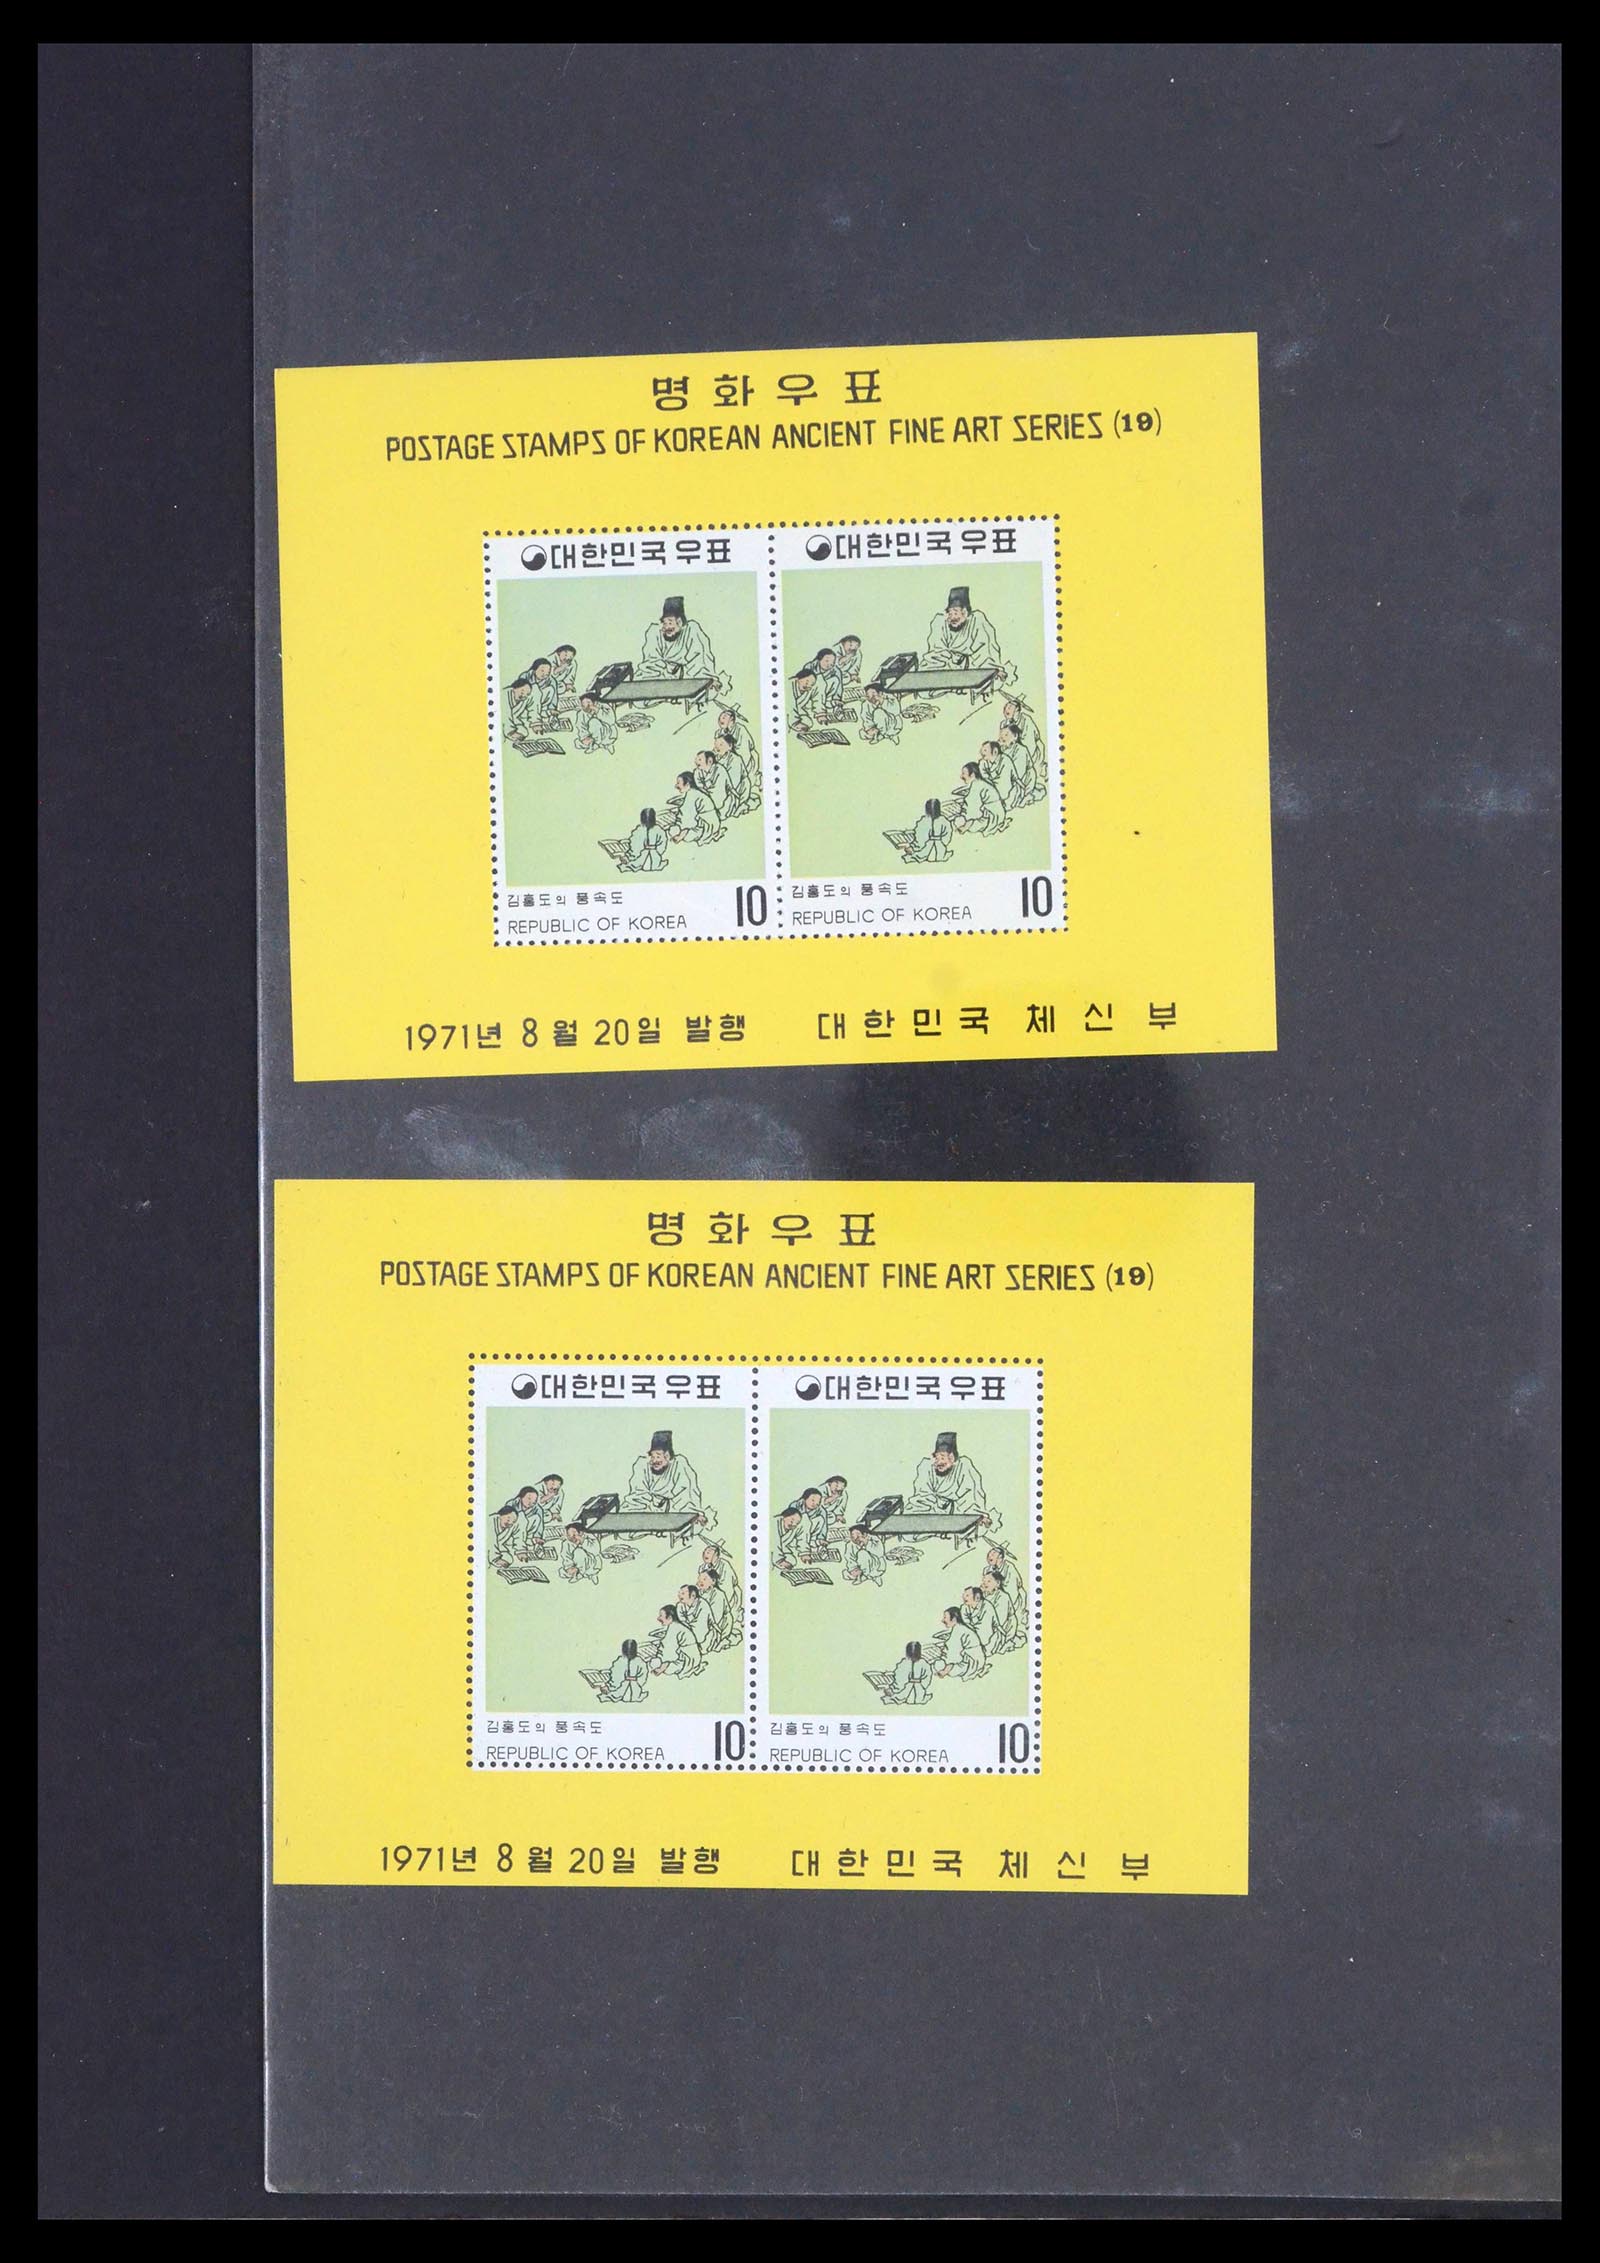 명화우표
POSTAGE STAMPS OF KOREAN ANCIENT FINE ART SERIES (19)
대한민국우표 대한민국우표
김홍도의 풍속도 10 김홍도의 풍속도 10
REPUBLIC OF KOREA REPUBLIC OF KOREA
1971년 8월 20일 발행 대한민국 체신부
명화우표
POSTAGE STAMPS OF KOREAN ANCIENT FINE ART SERIES (19)
대한민국우표 대한민국우표
김홍도의 풍속도 10 김홍도의 풍속도 10
REPUBLIC OF KOREA REPUBLIC OF KOREA
1971년 8월 20일 발행 대한민국 체신부